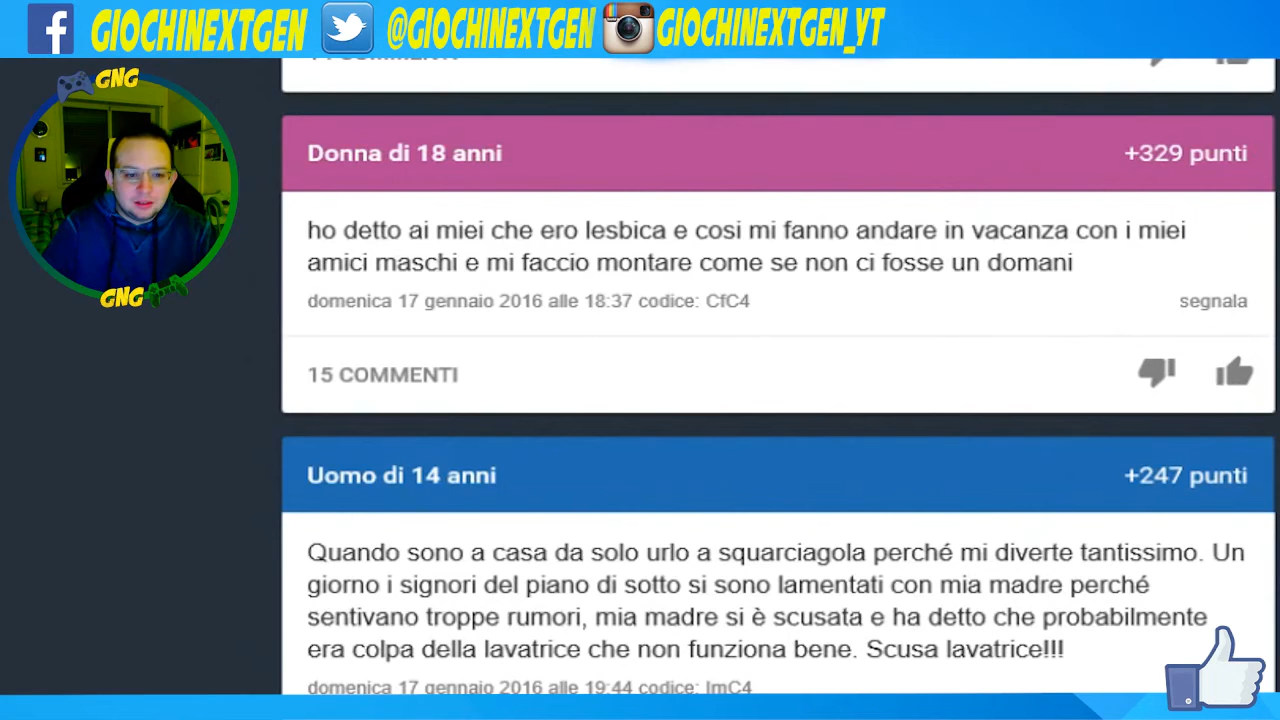 GIOCHINEXTGEN @GIOCHINEXTGEN GIOCHINEXTGEN_YT
GNG
GNG
Donna di 18 anni +329 punti
ho detto ai miei che ero lesbica e cosi mi fanno andare in vacanza con i miei
amici maschi e mi faccio montare come se non ci fosse un domani
domenica 17 gennaio 2016 alle 18:37 codice: CfC4 segnala
15 COMMENTI
Uomo di 14 anni +247 punti
Quando sono a casa da solo urlo a squarciagola perché mi diverte tantissimo. Un
giorno i signori del piano di sotto si sono lamentati con mia madre perché
sentivano troppe rumori, mia madre si è scusata e ha detto che probabilmente
era colpa della lavatrice che non funziona bene. Scusa lavatrice!!!
domenica 17 gennaio 2016 alle 19:44 codice: ImC4